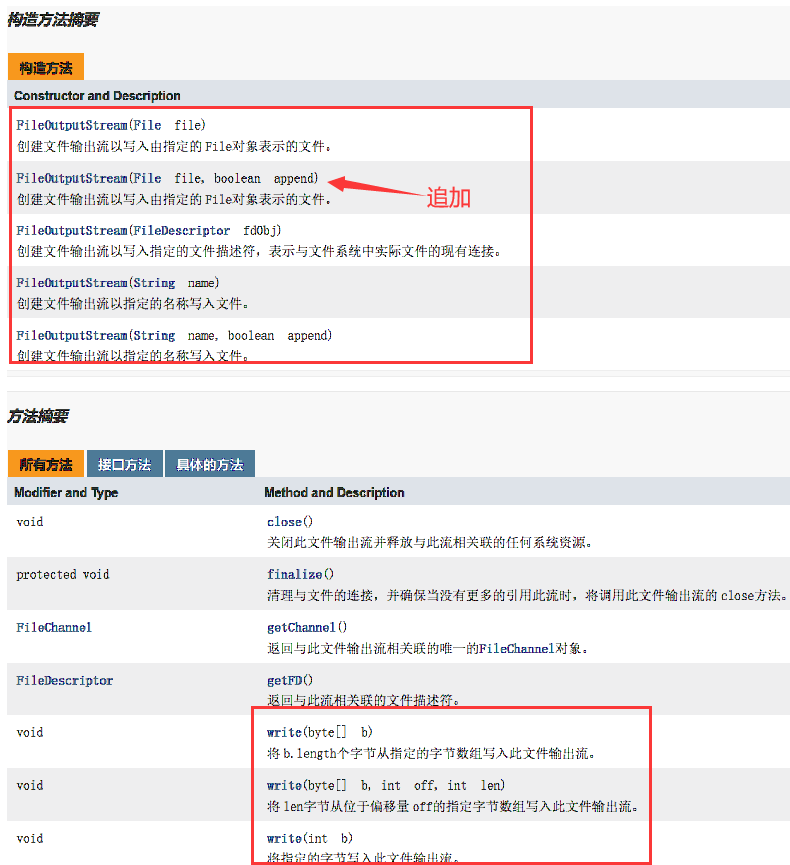 构造方法摘要
构造方法
Constructor and Description
FileOutputStream(File file)
创建文件输出流以写入由指定的 File对象表示的文件。
FileOutputStream(File file, boolean append)
追加
创建文件输出流以写入由指定的 File对象表示的文件。
FileOutputStream(FileDescriptor fdObj)
创建文件输出流以写入指定的文件描述符，表示与文件系统中实际文件的现有连接。
FileOutputStream(String name)
创建文件输出流以指定的名称写入文件。
FileOutputStream(String name, boolean append)
创建文件输出流以指定的名称写入文件。
方法摘要
所有方法 接口方法 具体的方法
Modifier and Type Method and Description
void close()
关闭此文件输出流并释放与此流相关联的任何系统资源。
protected void finalize()
清理与文件的连接，并确保当没有更多的引用此流时，将调用此文件输出流的 close方法。
FileChannel getChannel()
返回与此文件输出流相关联的唯一的FileChannel对象。
FileDescriptor getFD()
返回与此流相关联的文件描述符。
void write(byte[] b)
将 b.length个字节从指定的字节数组写入此文件输出流。
void write(byte[] b, int off, int len)
将 len字节从位于偏移量 off的指定字节数组写入此文件输出流。
void write(int b)
将指定的字节写入此文件输出流。